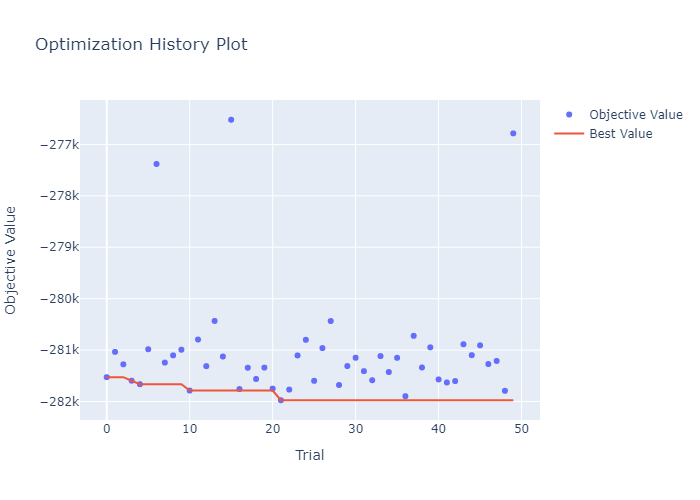 Optimization History Plot
Objective Value
Best Value
−277k
−278k
−279k
−280k
−281k
−282k
Objective Value
0 10 20 30 40 50
Trial